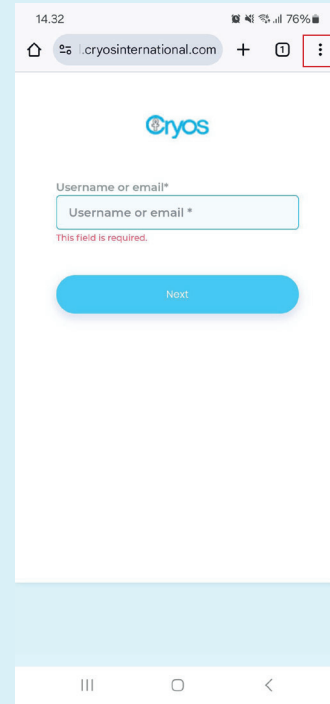 14.32
76%
.cryosinternational.com
1
Cryos
Username or email*
Username or email *
This field is required.
Next